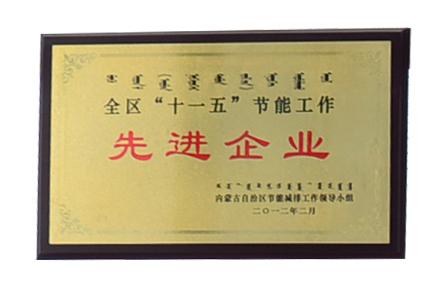 全区“十一五”节能工作
先进企业
内蒙古自治区节能减排工作领导小组
二〇一二年二月